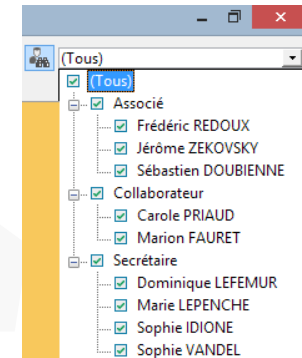 (Tous)
(Tous)
Associé
Frédéric REDOUX
Jérôme ZEKOVSKY
Sébastien DOUBIENNE
Collaborateur
Carole PRIAUD
Marion FAURET
Secrétaire
Dominique LEFEMUR
Marie LEPENCHE
Sophie IDIONE
Sophie VANDEL